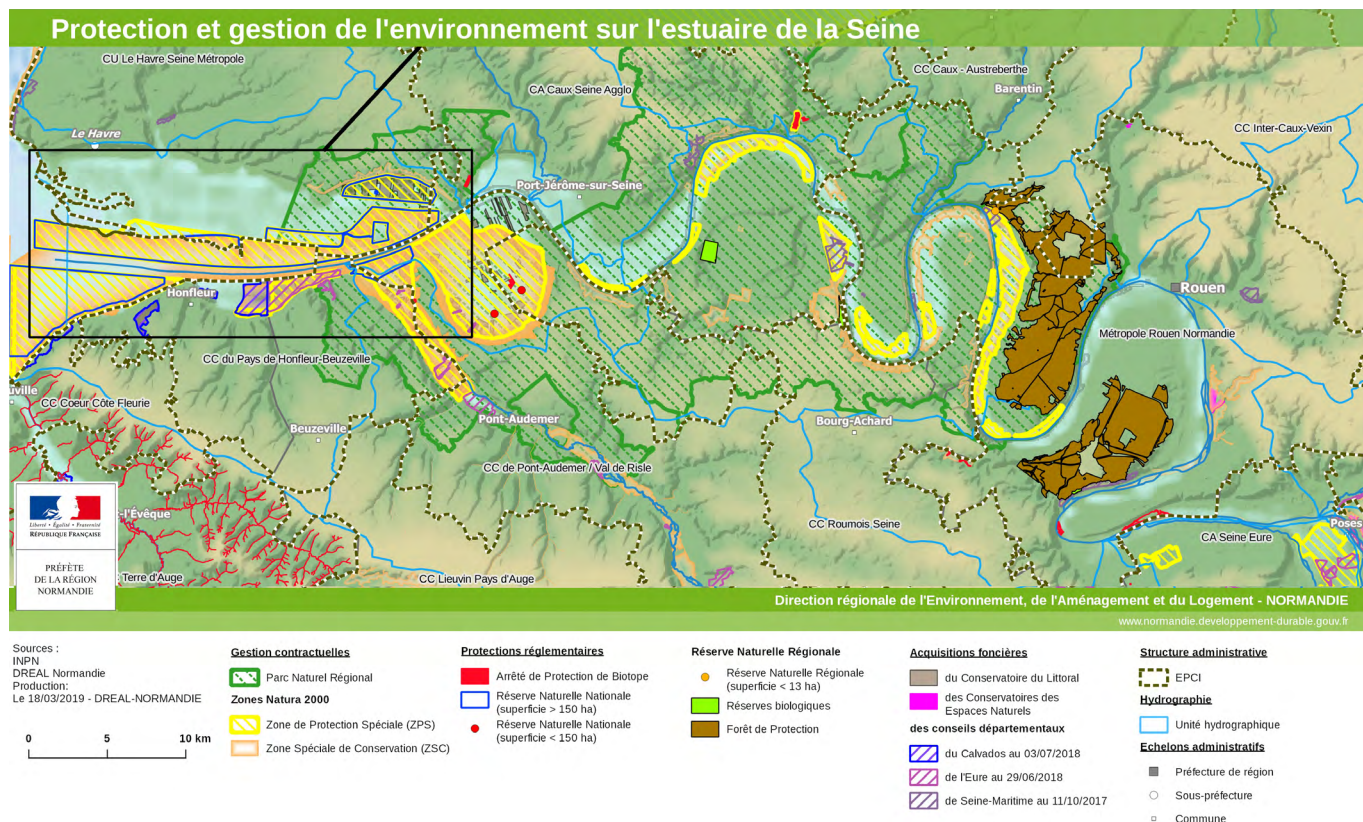 Protection et gestion de l'environnement sur l'estuaire de la Seine
CU Le Havre Seine Métropole
CA Caux Seine Agglo
CC Caux - Austreberthe
Barentin
CC Inter-Caux-Vexin
Le Havre
Port-Jérôme-sur-Seine
Honfleur
Rouen
Métropole Rouen Normandie
CC du Pays de Honfleur-Beuzeville
CC Coeur Côte Fleurie
Beuzeville
Pont-Audemer
Bourg-Achard
CC de Pont-Audemer / Val de Risle
CC Roumois Seine
Poses
CA Seine Eure
Terre d'Auge
CC Lieuvin Pays d'Auge
Liberté • Égalité • Fraternité
RÉPUBLIQUE FRANÇAISE
PRÉFÈTE
DE LA RÉGION
NORMANDIE
Direction régionale de l'Environnement, de l'Aménagement et du Logement - NORMANDIE
www.normandie.developpement-durable.gouv.fr
Sources :
INPN
DREAL Normandie
Production:
Le 18/03/2019 - DREAL-NORMANDIE
0 5 10 km
Gestion contractuelles
Parc Naturel Régional
Zones Natura 2000
Zone de Protection Spéciale (ZPS)
Zone Spéciale de Conservation (ZSC)
Protections réglementaires
Arrêté de Protection de Biotope
Réserve Naturelle Nationale
(superficie > 150 ha)
Réserve Naturelle Nationale
(superficie < 150 ha)
Réserve Naturelle Régionale
Réserve Naturelle Régionale
(superficie < 13 ha)
Réserves biologiques
Forêt de Protection
Acquisitions foncières
du Conservatoire du Littoral
des Conservatoires des
Espaces Naturels
des conseils départementaux
du Calvados au 03/07/2018
de l'Eure au 29/06/2018
de Seine-Maritime au 11/10/2017
Structure administrative
EPCI
Hydrographie
Unité hydrographique
Echelons administratifs
Préfecture de région
Sous-préfecture
Commune